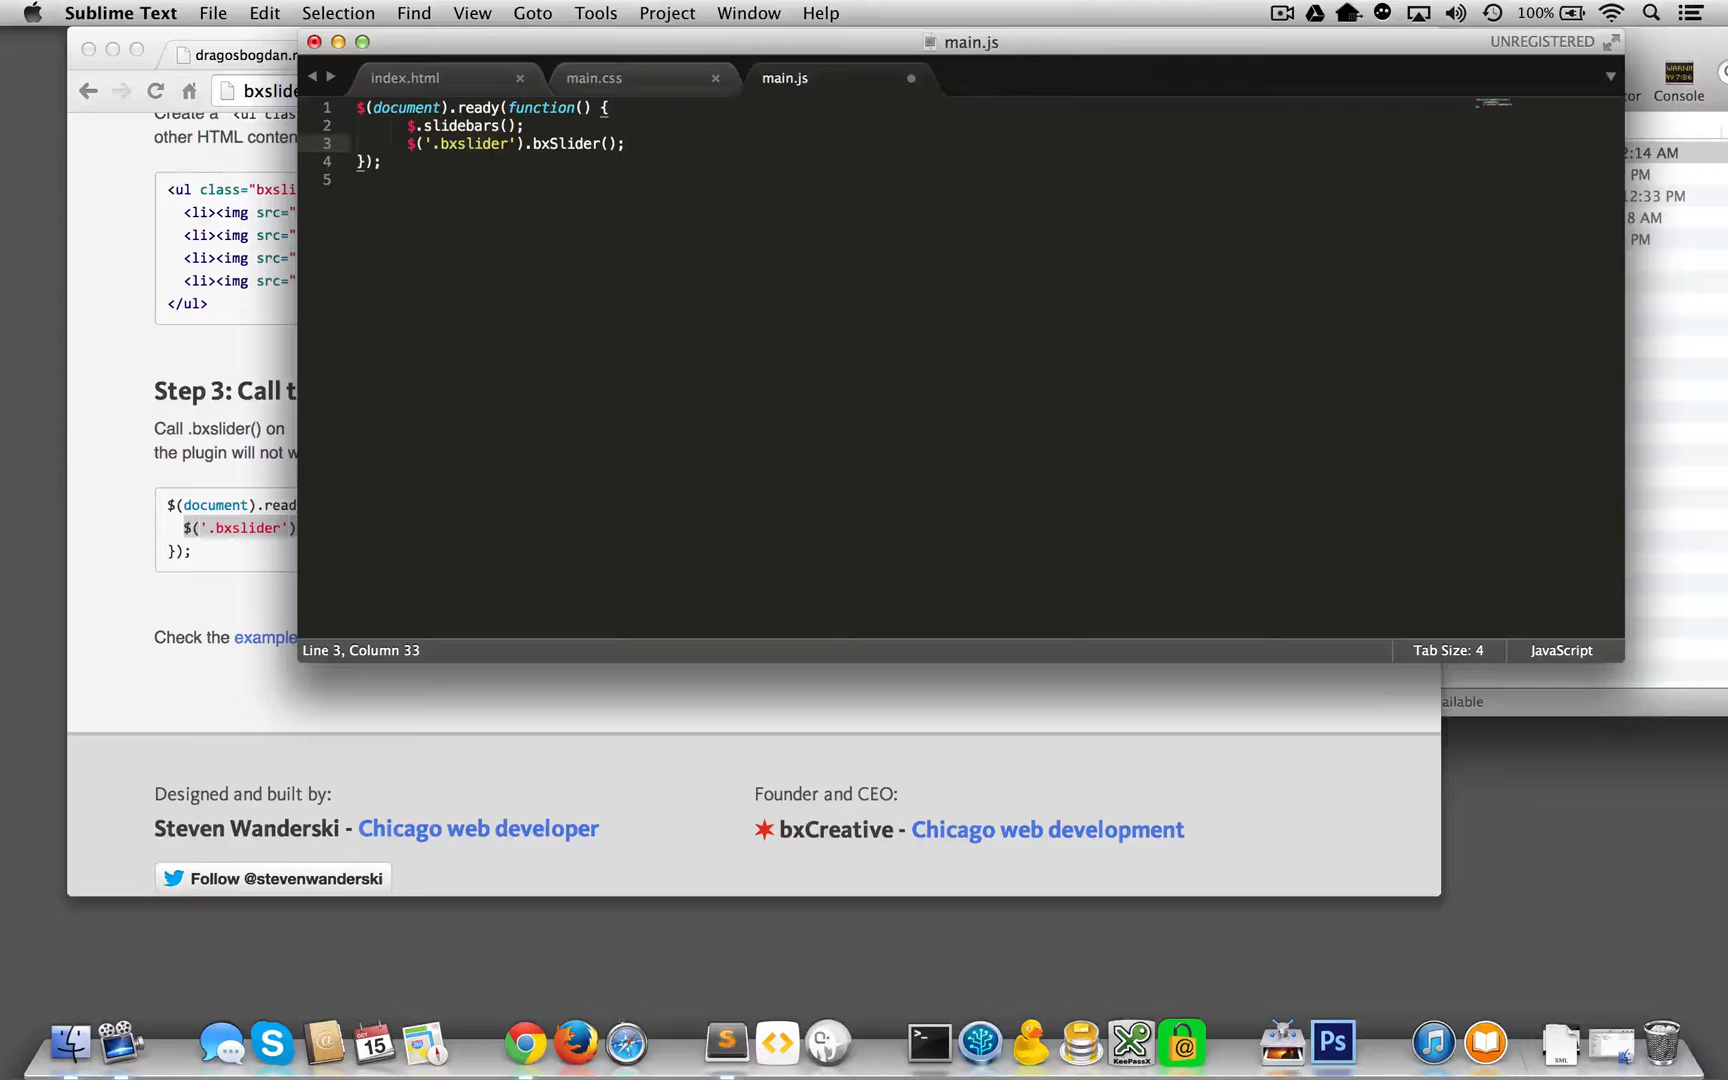 Sublime Text File Edit Selection Find View Goto Tools Project Window Help 100%
dragosbogdan.
main.js UNREGISTERED
index.html main.css main.js
bxslide
Console
1 $(document).ready(function() {
2 $.slidebars();
3 $('.bxslider').bxSlider();
4 });
5
other HTML conten
<ul class="bxsli
<li><img src="
<li><img src="
<li><img src="
<li><img src="
</ul>
2:14 AM
PM
12:33 PM
8 AM
PM
Step 3: Call t
Call .bxslider() on
the plugin will not w
$(document).read
$('.bxslider')
});
Check the example
Line 3, Column 33 Tab Size: 4 JavaScript
ailable
Designed and built by:
Steven Wanderski - Chicago web developer
Follow @stevenwanderski
Founder and CEO:
bxCreative - Chicago web development
OCT
15
KeePassX
Ps
XML